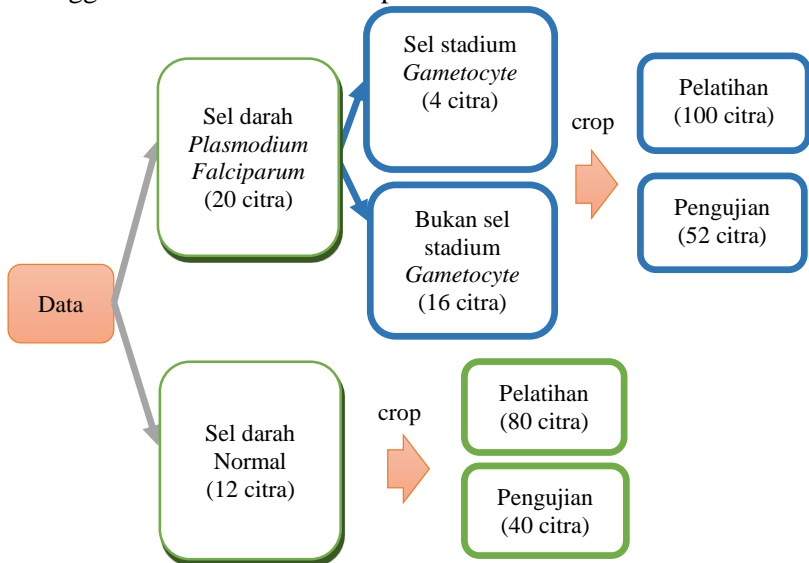 Sel darah
Plasmodium
Falciparum
(20 citra)
Sel stadium
Gametocyte
(4 citra)
Bukan sel
stadium
Gametocyte
(16 citra)
crop
Pelatihan
(100 citra)
Pengujian
(52 citra)
Data
Sel darah
Normal
(12 citra)
crop
Pelatihan
(80 citra)
Pengujian
(40 citra)